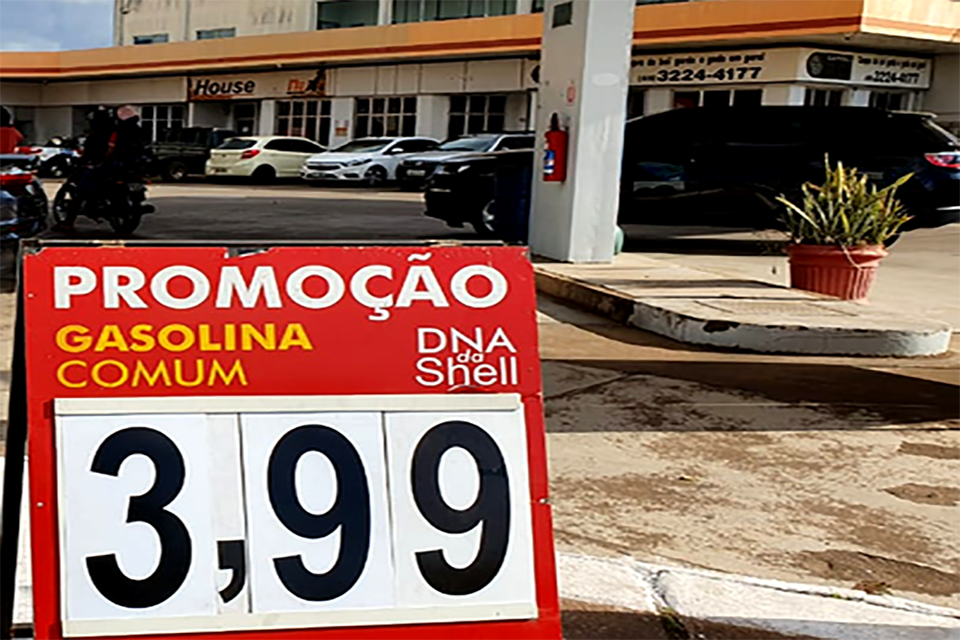 House
3224-4177
3224-4177
PROMOÇÃO
GASOLINA
COMUM
DNA
da
Shell
3,99